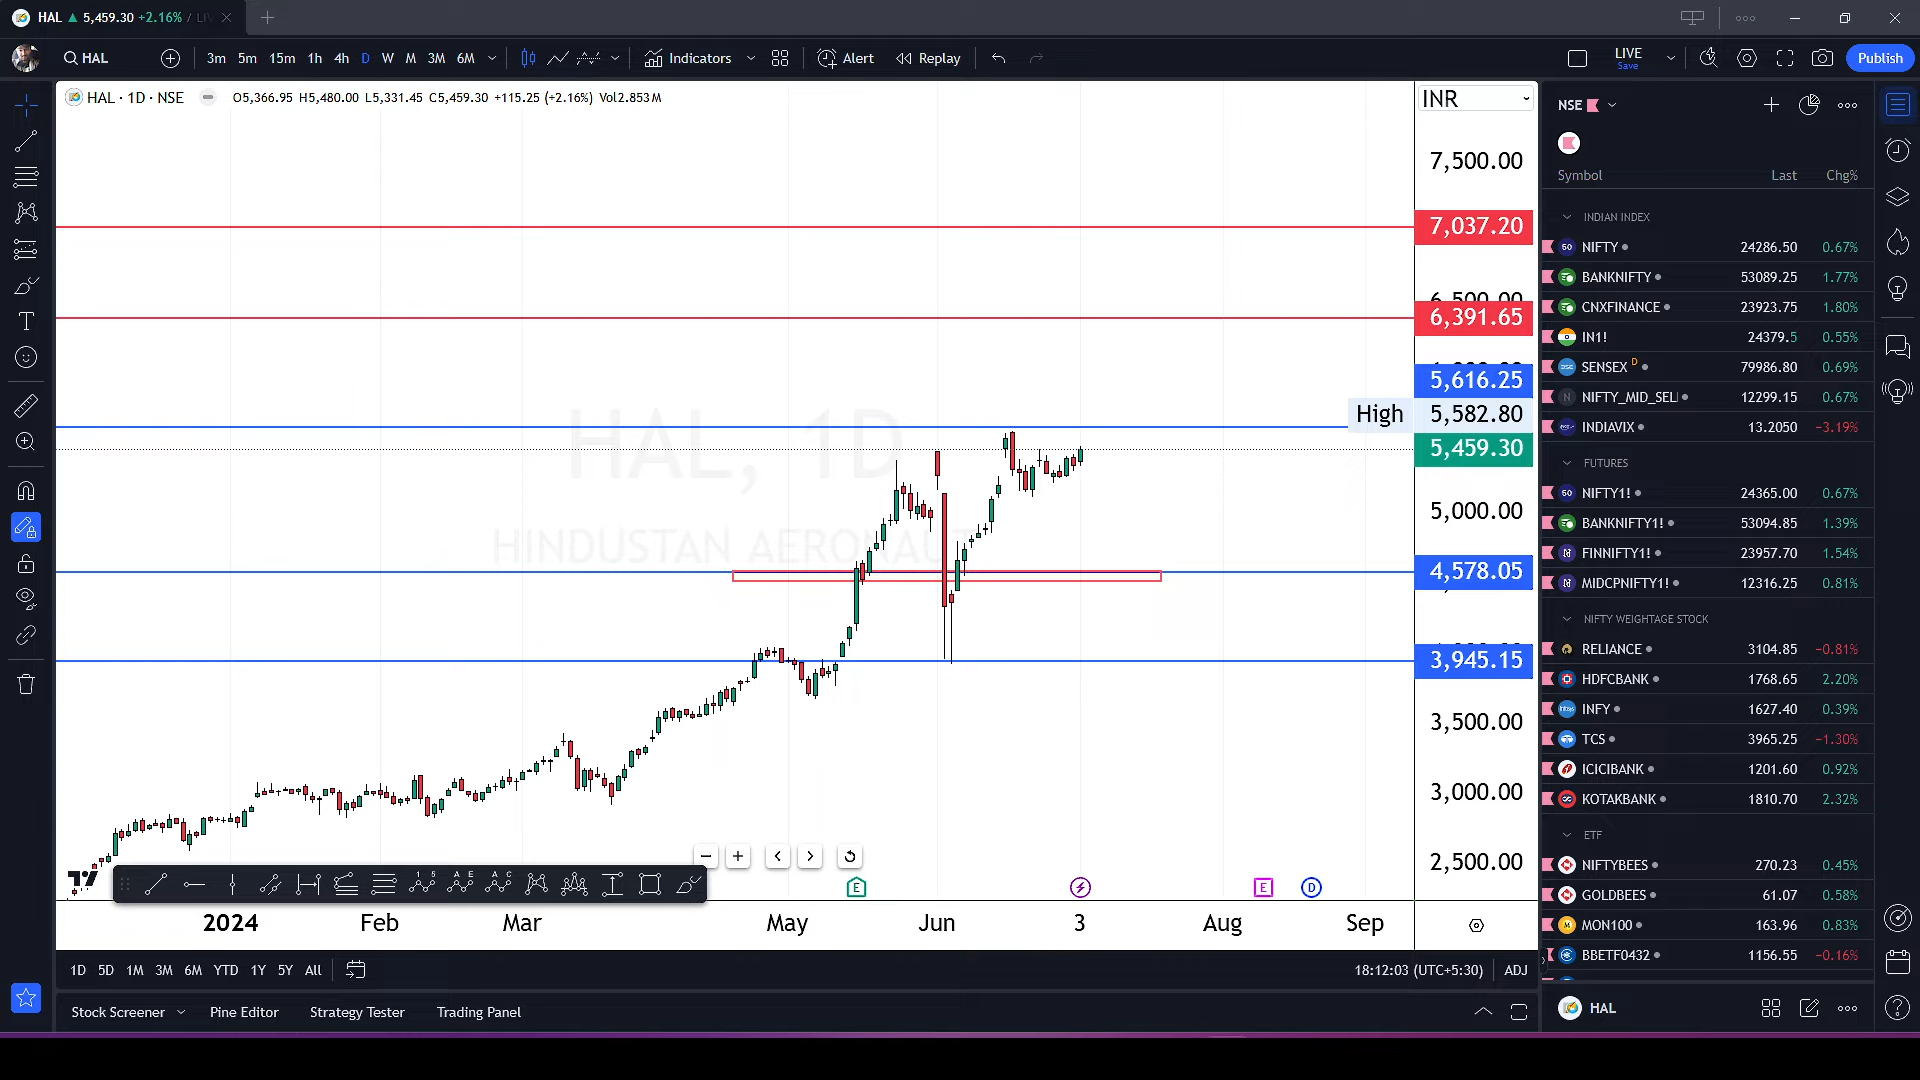 HAL ▲ 5,459.30 +2.16% / LIV
HAL
3m 5m 15m 1h 4h D W M 3M 6M
Indicators
Alert
Replay
LIVE
Save
Publish
HAL · 1D · NSE
O5,366.95 H5,480.00 L5,331.45 C5,459.30 +115.25 (+2.16%) Vol2.853 M
INR
7,500.00
7,037.20
6,391.65
5,616.25
High 5,582.80
5,459.30
5,000.00
4,578.05
3,945.15
3,500.00
3,000.00
2,500.00
HAL, 1D
HINDUSTAN AERONAUT
2024 Feb Mar May Jun 3 Aug Sep
1D 5D 1M 3M 6M YTD 1Y 5Y All
18:12:03 (UTC+5:30) ADJ
Stock Screener Pine Editor Strategy Tester Trading Panel
NSE
Symbol Last Chg%
INDIAN INDEX
NIFTY 24286.50 0.67%
BANKNIFTY 53089.25 1.77%
CNXFINANCE 23923.75 1.80%
IN1! 24379.5 0.55%
SENSEX D 79986.80 0.69%
NIFTY_MID_SEL 12299.15 0.67%
INDIAVIX 13.2050 −3.19%
FUTURES
NIFTY1! 24365.00 0.67%
BANKNIFTY1! 53094.85 1.39%
FINNIFTY1! 23957.70 1.54%
MIDCPNIFTY1! 12316.25 0.81%
NIFTY WEIGHTAGE STOCK
RELIANCE 3104.85 −0.81%
HDFCBANK 1768.65 2.20%
INFY 1627.40 0.39%
TCS 3965.25 −1.30%
ICICIBANK 1201.60 0.92%
KOTAKBANK 1810.70 2.32%
ETF
NIFTYBEES 270.23 0.45%
GOLDBEES 61.07 0.58%
MON100 163.96 0.83%
BBETF0432 1156.55 −0.16%
HAL